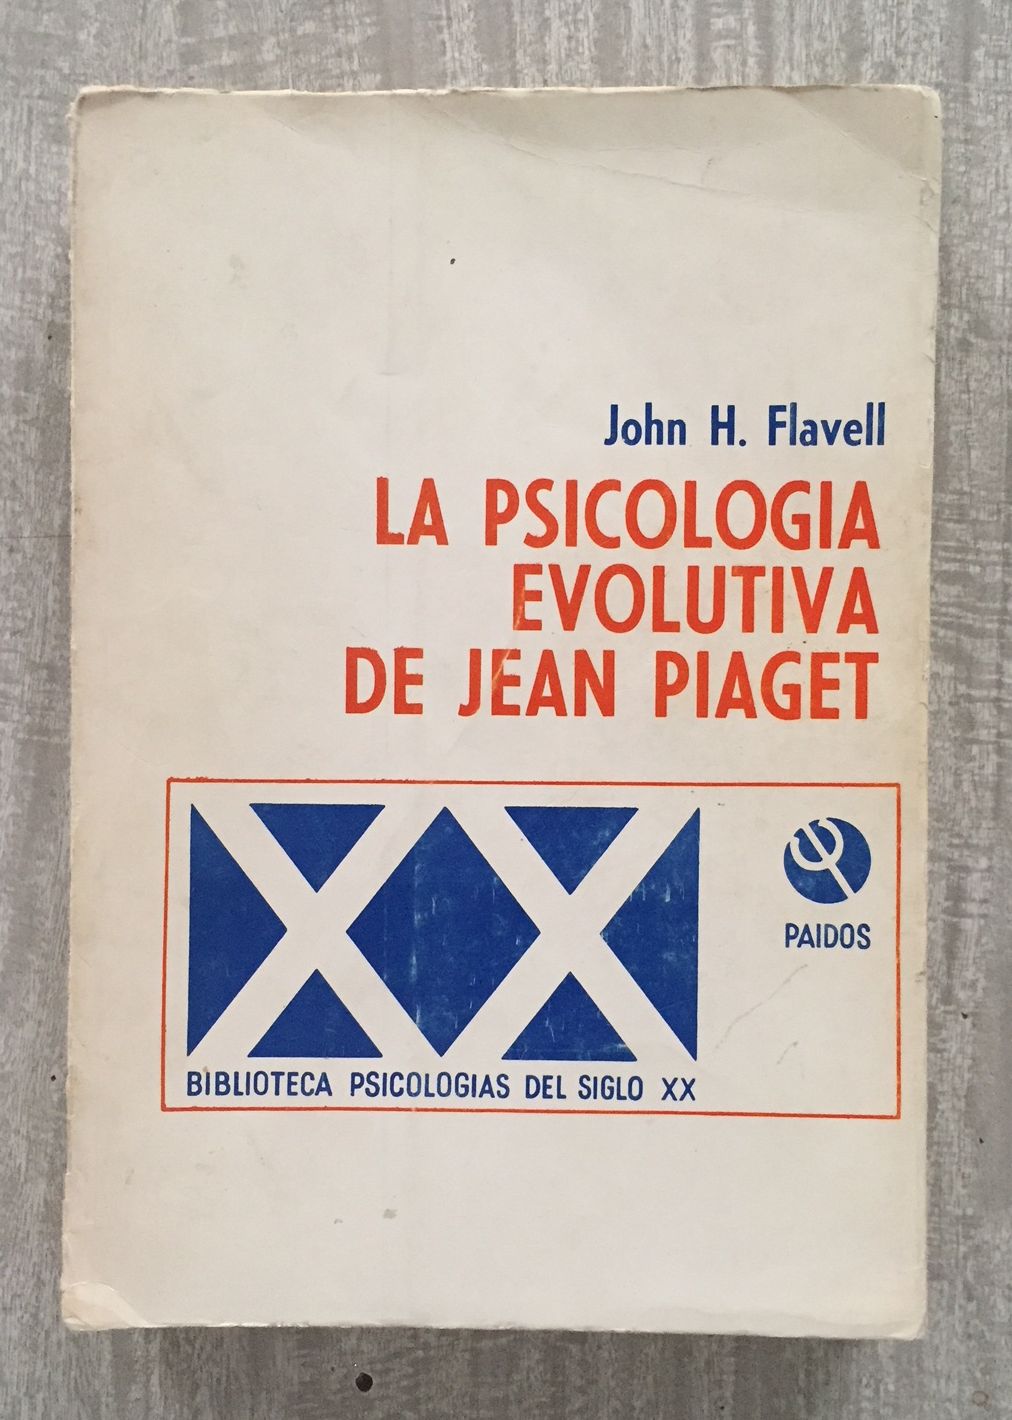 John H. Flavell
LA PSICOLOGIA
EVOLUTIVA
DE JEAN PIAGET
XX
PAIDOS
BIBLIOTECA PSICOLOGIAS DEL SIGLO XX